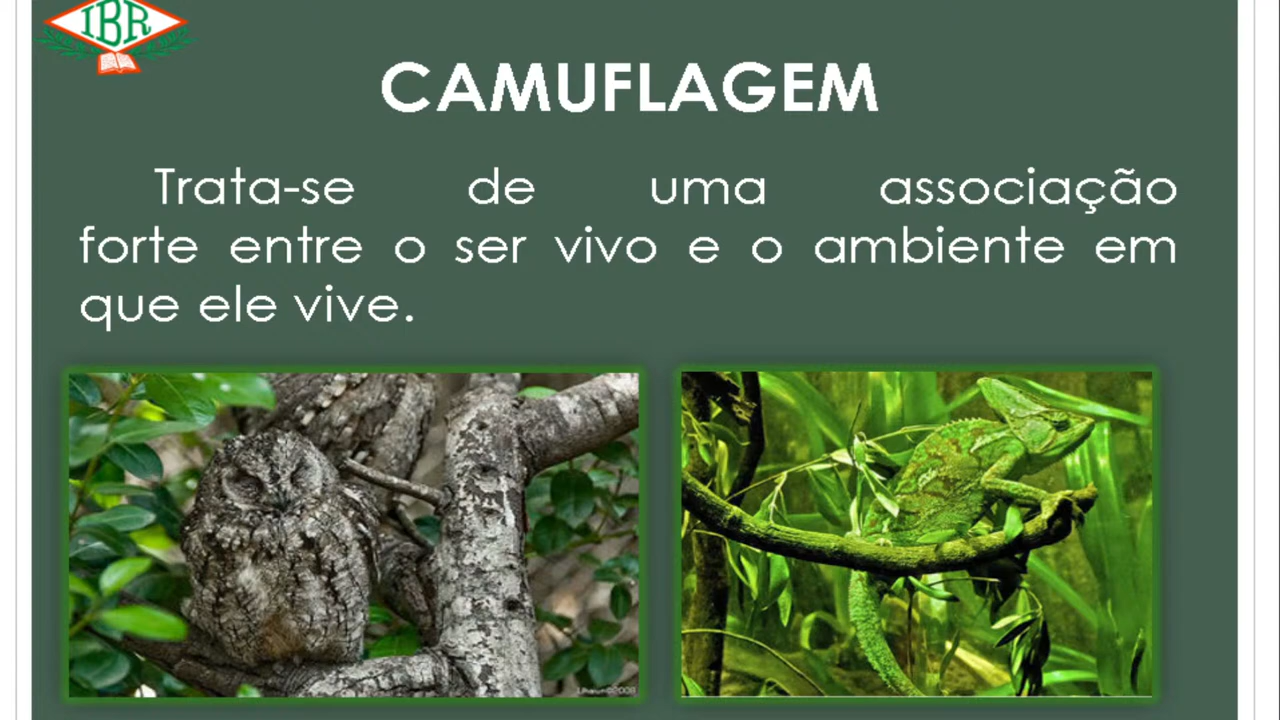 IBR
CAMUFLAGEM
Trata-se de uma associação
forte entre o ser vivo e o ambiente em
que ele vive.